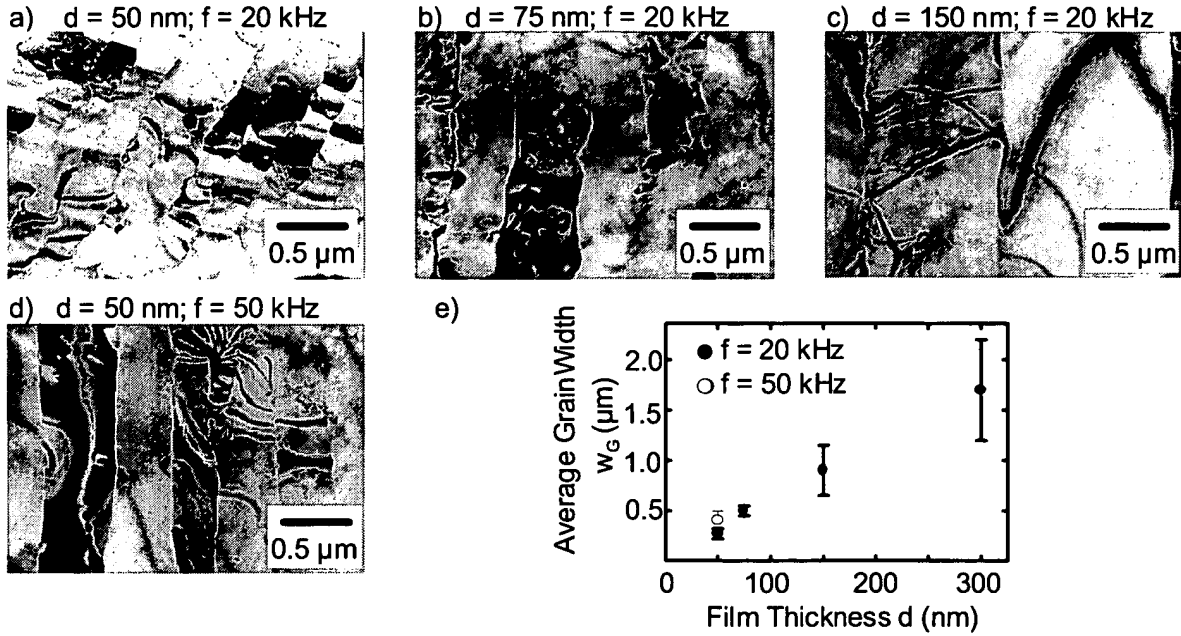 a) d = 50 nm; f = 20 kHz
b) d = 75 nm; f = 20 kHz
c) d = 150 nm; f = 20 kHz
0.5 µm
0.5 µm
0.5 µm
d) d = 50 nm; f = 50 kHz
0.5 µm
e)
f = 20 kHz
f = 50 kHz
Average Grain Width
w_G (µm)
2.0
1.5
1.0
0.5
0
100
200
300
Film Thickness d (nm)